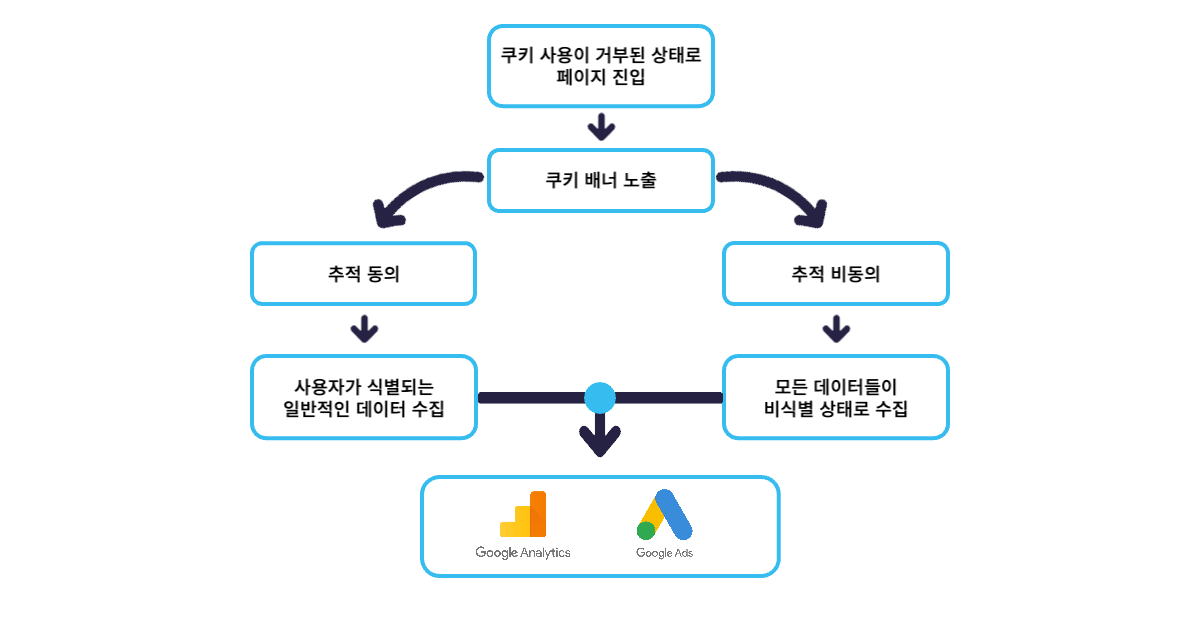 쿠키 사용이 거부된 상태로
페이지 진입
쿠키 배너 노출
추적 동의
추적 비동의
사용자가 식별되는
일반적인 데이터 수집
모든 데이터들이
비식별 상태로 수집
Google Analytics
Google Ads